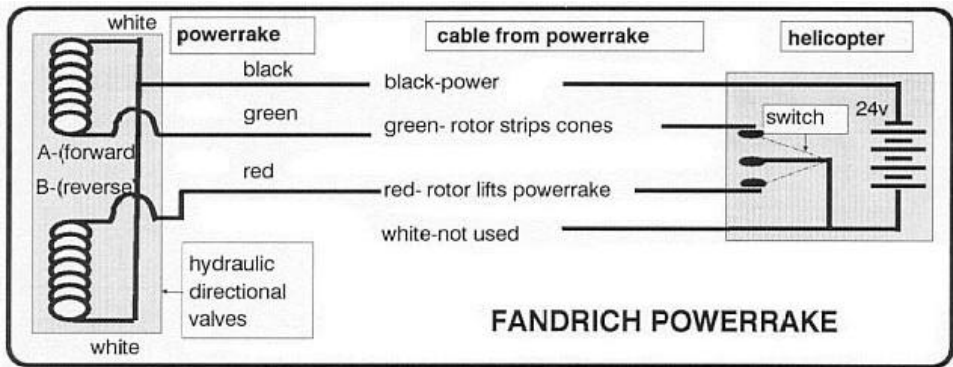 white
powerrake
cable from powerrake
helicopter
black
black-power
green
green- rotor strips cones
switch
24v
A-(forward
B-(reverse)
red
red- rotor lifts powerrake
white-not used
hydraulic
directional
valves
FANDRICH POWERRAKE
white